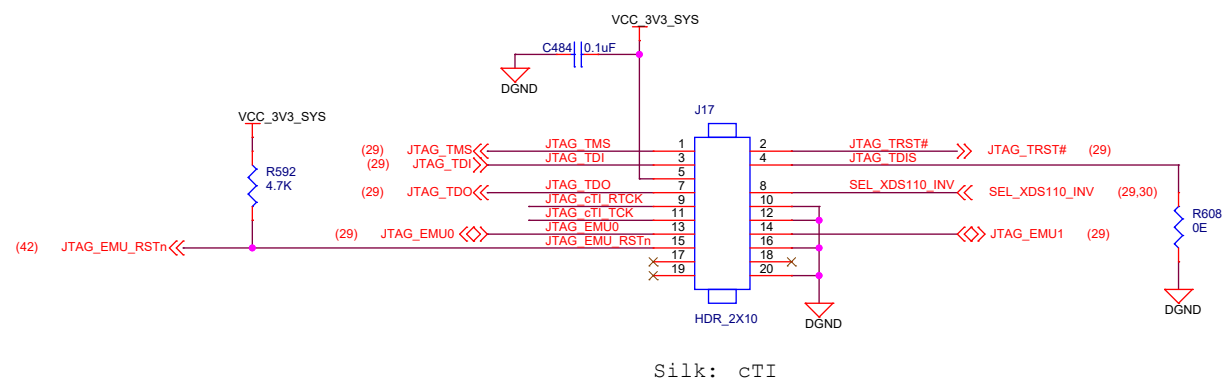 VCC_3V3_SYS
C484 0.1uF
DGND
J17
VCC_3V3_SYS
R592
4.7K
(29) JTAG_TMS JTAG_TMS 1 2 JTAG_TRST# JTAG_TRST# (29)
(29) JTAG_TDI JTAG_TDI 3 4 JTAG_TDIS
5
(29) JTAG_TDO JTAG_TDO 7 8 SEL_XDS110_INV SEL_XDS110_INV (29,30)
JTAG_cTI_RTCK 9 10
JTAG_cTI_TCK 11 12
(29) JTAG_EMU0 JTAG_EMU0 13 14 JTAG_EMU1 (29)
(42) JTAG_EMU_RSTn JTAG_EMU_RSTn 15 16
17 18
19 20
R608
0E
DGND
HDR_2X10
DGND
Silk: cTI